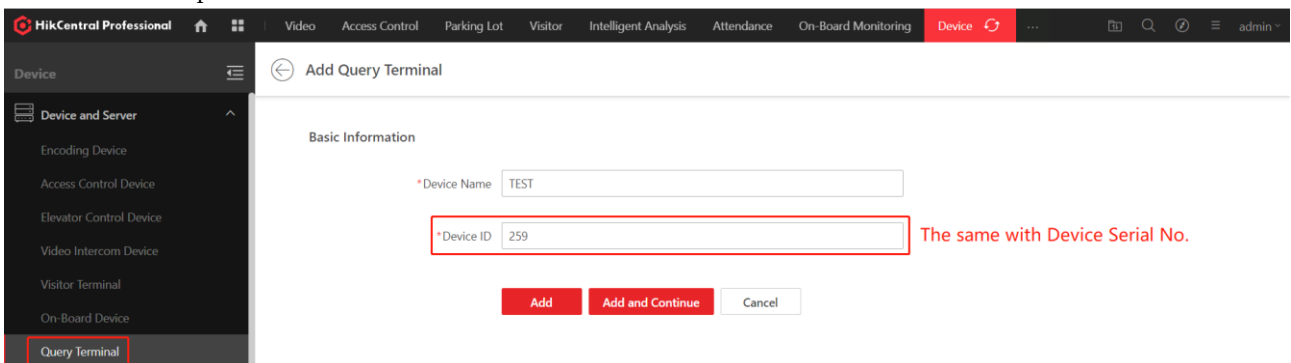 HikCentral Professional Video Access Control Parking Lot Visitor Intelligent Analysis Attendance On-Board Monitoring Device ... admin
Device
Add Query Terminal
Device and Server
Basic Information
Encoding Device
Access Control Device
*Device Name TEST
Elevator Control Device
*Device ID 259 The same with Device Serial No.
Video Intercom Device
Visitor Terminal
Add Add and Continue Cancel
On-Board Device
Query Terminal